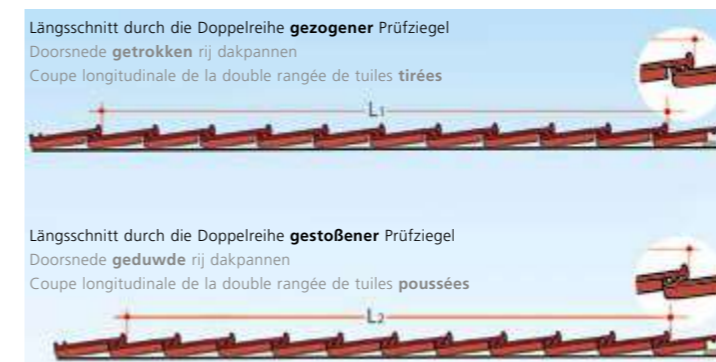 Längsschnitt durch die Doppelreihe gezogener Prüfziegel
Doorsnede getrokken rij dakpannen
Coupe longitudinale de la double rangée de tuiles tirées
L1
Längsschnitt durch die Doppelreihe gestoßener Prüfziegel
Doorsnede geduwde rij dakpannen
Coupe longitudinale de la double rangée de tuiles poussées
L2